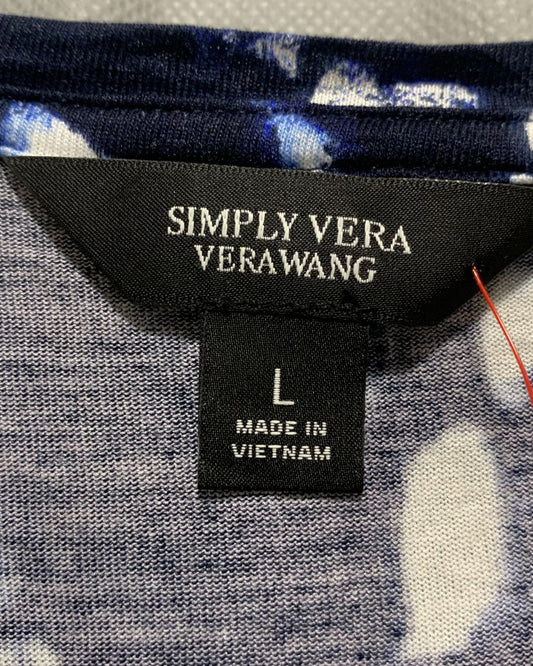 SIMPLY VERA
VERAWANG
L
MADE IN
VIETNAM